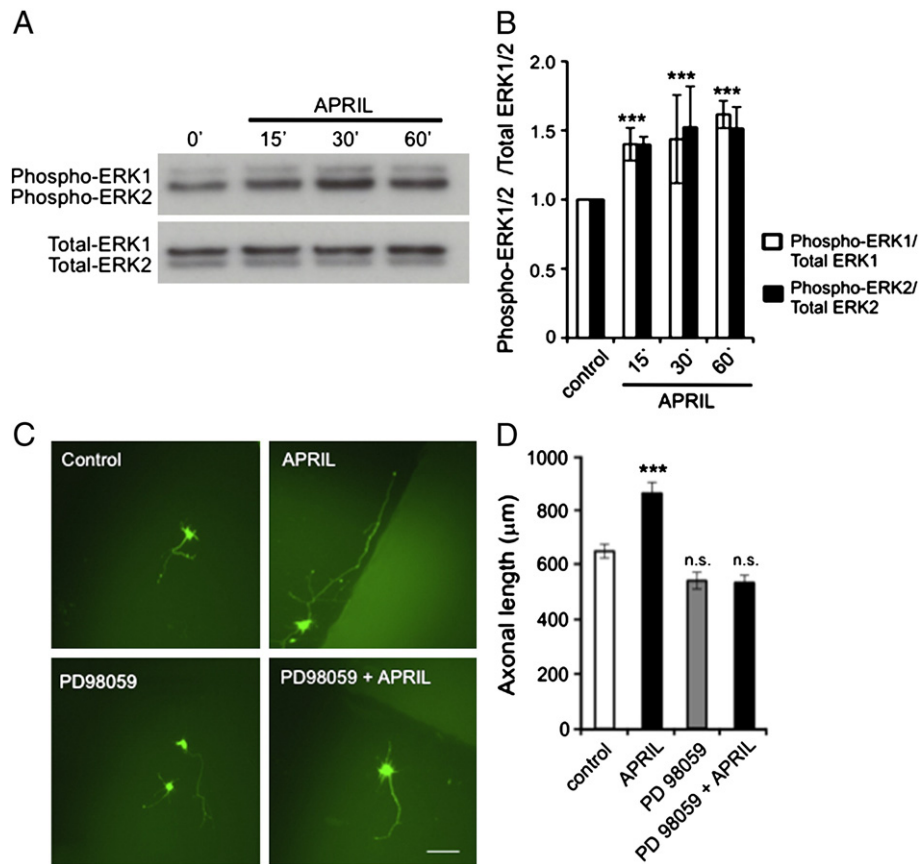 A
APRIL
0' 15' 30' 60'
Phospho-ERK1
Phospho-ERK2
Total-ERK1
Total-ERK2
B
Phospho-ERK1/2 /Total ERK1/2
2.0
1.5
1.0
0.5
0
***
***
***
control
15'
30'
60'
APRIL
Phospho-ERK1/
Total ERK1
Phospho-ERK2/
Total ERK2
C
Control
APRIL
PD98059
PD98059 + APRIL
D
Axonal length (μm)
1000
800
600
400
200
0
***
n.s.
n.s.
control
APRIL
PD 98059
PD 98059 + APRIL